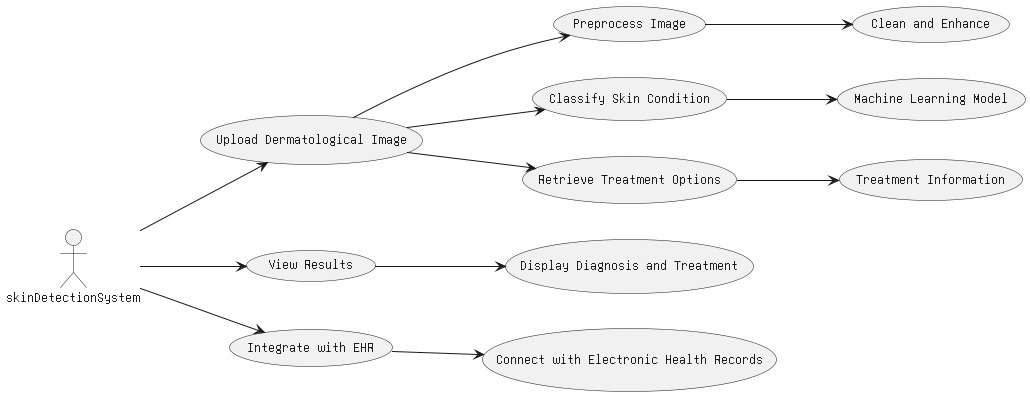 Preprocess Image
Clean and Enhance
Classify Skin Condition
Machine Learning Model
Upload Dermatological Image
Retrieve Treatment Options
Treatment Information
View Results
Display Diagnosis and Treatment
skinDetectionSystem
Integrate with EHR
Connect with Electronic Health Records